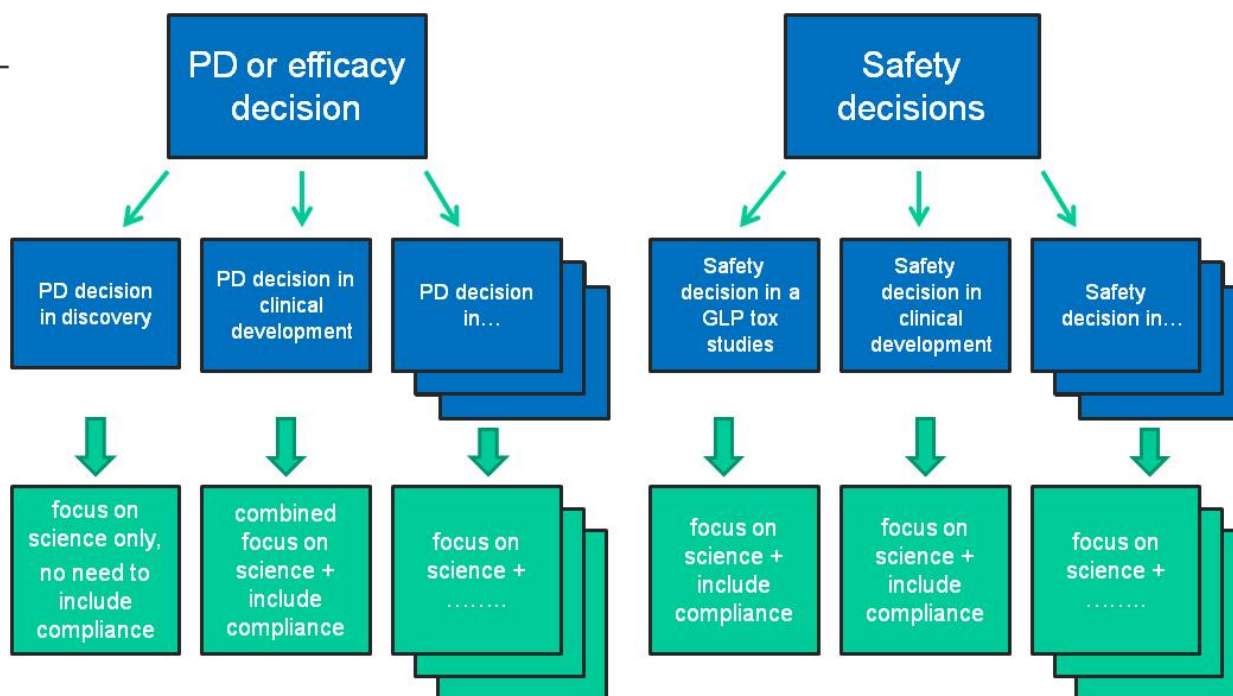 PD or efficacy
decision
Safety
decisions
PD decision
in discovery
PD decision in
clinical
development
PD decision
in...
Safety
decision in a
GLP tox
studies
Safety
decision in
clinical
development
Safety
decision in...
focus on
science only,
no need to
include
compliance
combined
focus on
science +
include
compliance
focus on
science +
........
focus on
science +
include
compliance
focus on
science +
include
compliance
focus on
science +
........